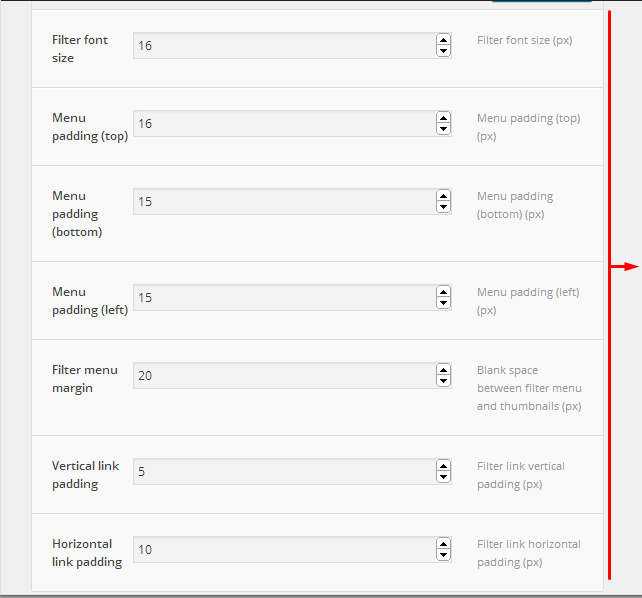 Filter font
size
16
Filter font size (px)
Menu
padding (top)
16
Menu padding (top)
(px)
Menu
padding
(bottom)
15
Menu padding
(bottom) (px)
Menu
padding (left)
15
Menu padding (left)
(px)
Filter menu
margin
20
Blank space
between filter menu
and thumbnails (px)
Vertical link
padding
5
Filter link vertical
padding (px)
Horizontal
link padding
10
Filter link horizontal
padding (px)